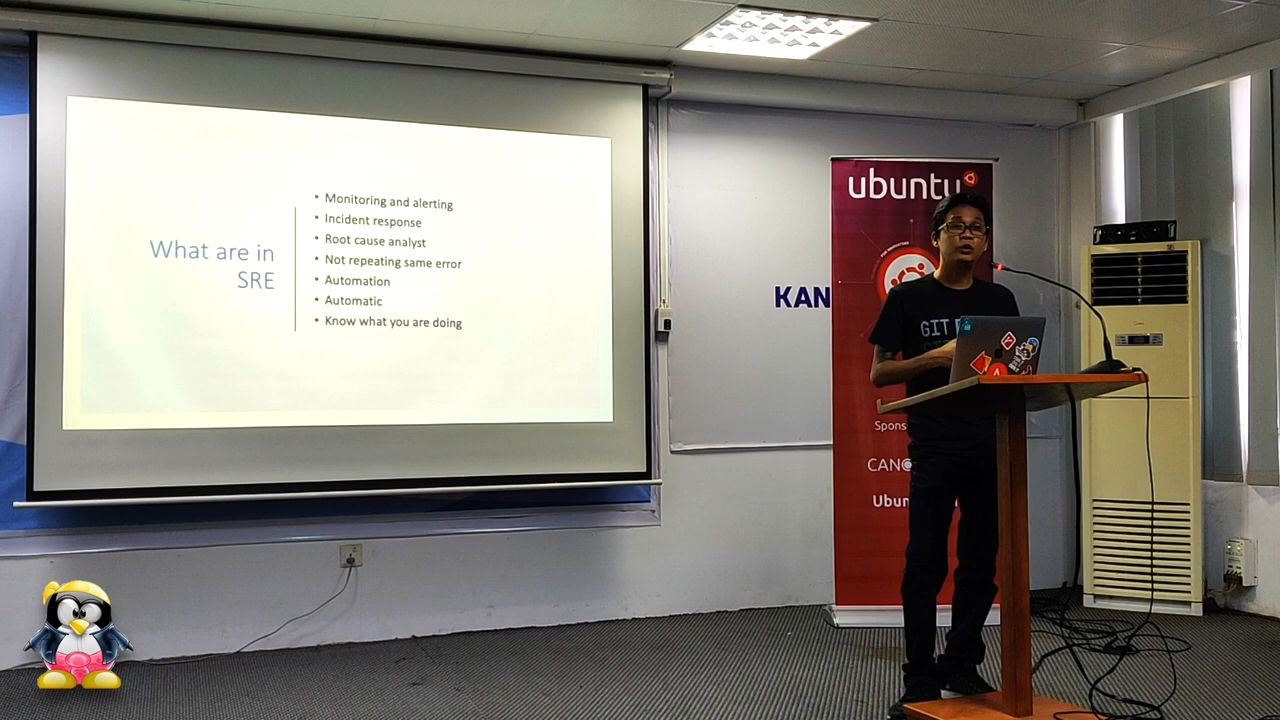 What are in
SRE
• Monitoring and alerting
• Incident response
• Root cause analyst
• Not repeating same error
• Automation
• Automatic
• Know what you are doing
KAN
ubuntu
Spons
CANO
Ubun
GIT